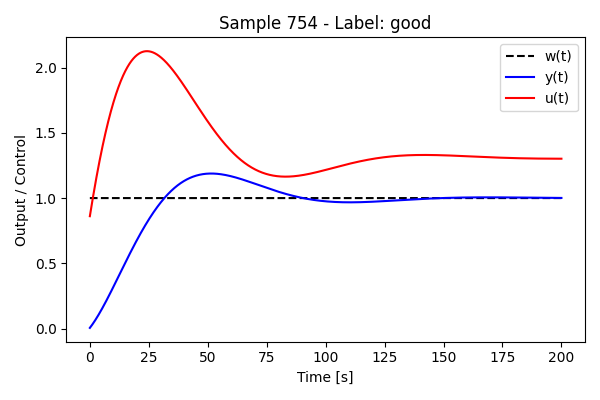 Sample 754 - Label: good
w(t)
y(t)
u(t)
Output / Control
2.0
1.5
1.0
0.5
0.0
0 25 50 75 100 125 150 175 200
Time [s]